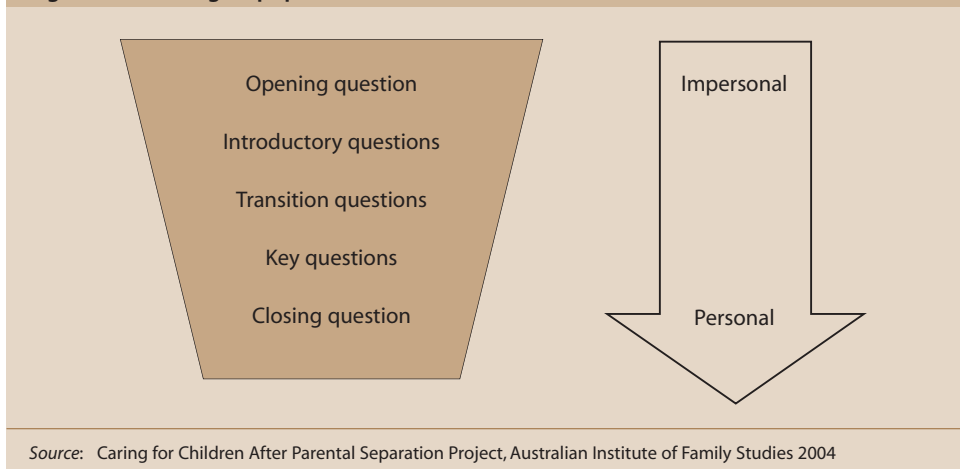 Opening question
Introductory questions
Transition questions
Key questions
Closing question
Impersonal
Personal
Source: Caring for Children After Parental Separation Project, Australian Institute of Family Studies 2004